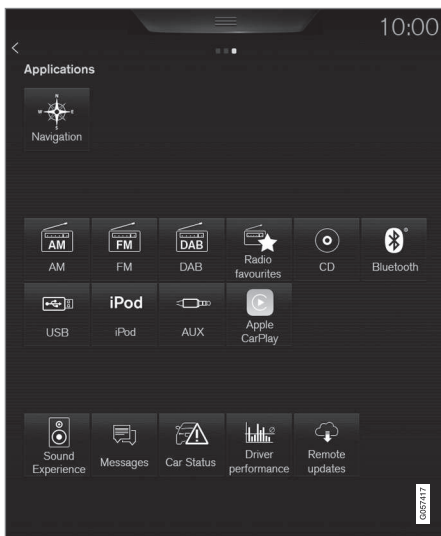 10:00
Applications
N
W E
S
Navigation
AM FM DAB
AM FM DAB Radio favourites CD Bluetooth
iPod
USB iPod AUX Apple CarPlay
Sound Experience Messages Car Status Driver performance Remote updates
G057417